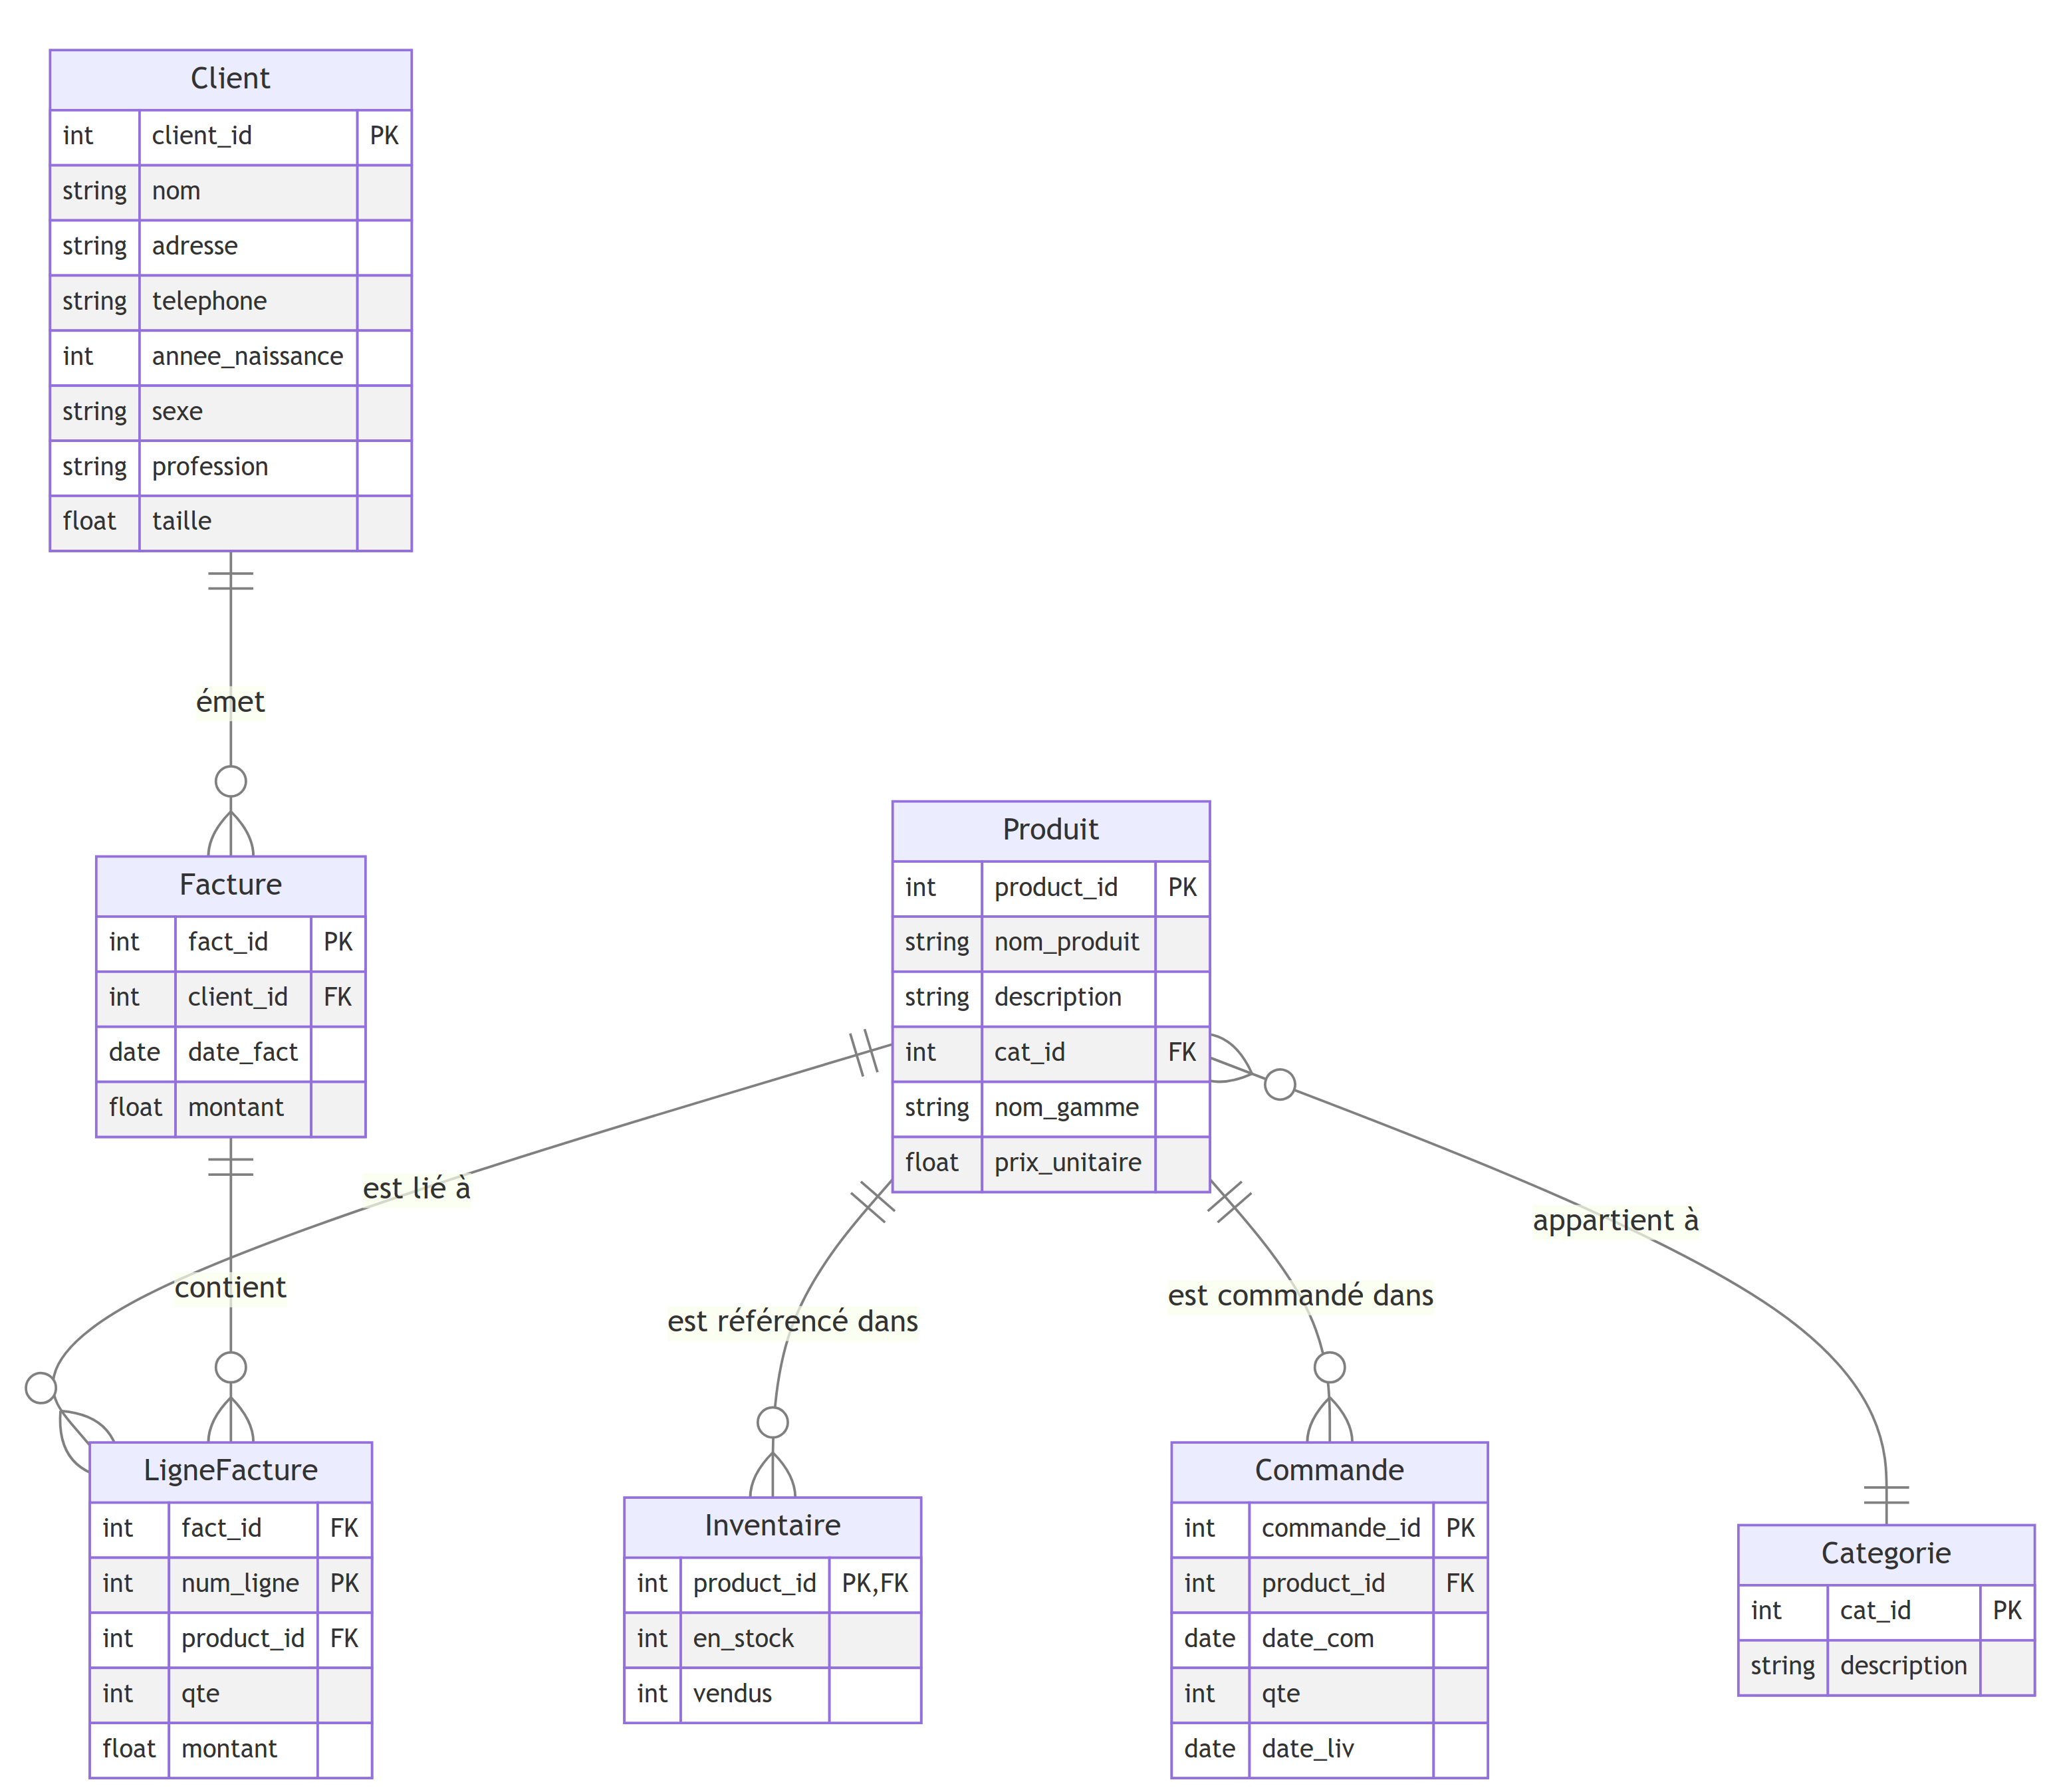 Client
int client_id PK
string nom
string adresse
string telephone
int annee_naissance
string sexe
string profession
float taille
émet
Facture
int fact_id PK
int client_id FK
date date_fact
float montant
Produit
int product_id PK
string nom_produit
string description
int cat_id FK
string nom_gamme
float prix_unitaire
est lié à
contient
est référencé dans
est commandé dans
appartient à
LigneFacture
int fact_id FK
int num_ligne PK
int product_id FK
int qte
float montant
Inventaire
int product_id PK,FK
int en_stock
int vendus
Commande
int commande_id PK
int product_id FK
date date_com
int qte
date date_liv
Categorie
int cat_id PK
string description